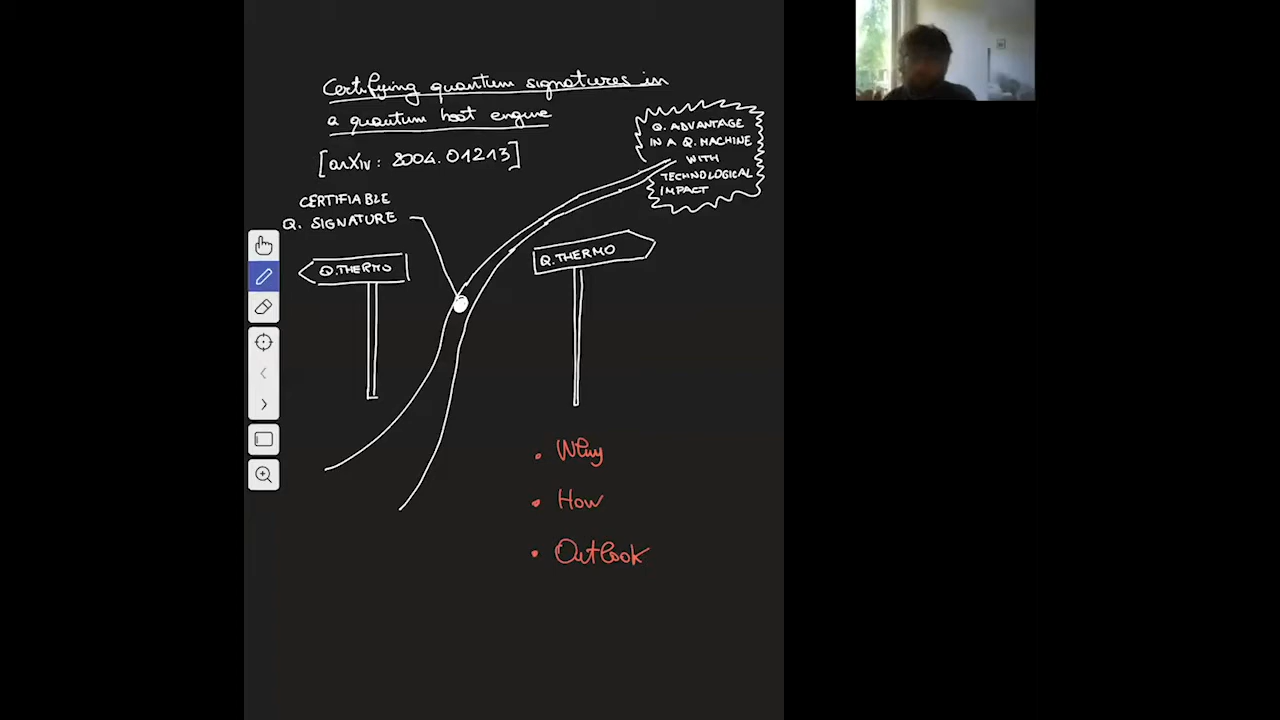 Certifying quantum signatures in
a quantum heat engine
[arXiv: 2004.01213]
Q. ADVANTAGE
IN A Q. MACHINE
WITH
TECHNOLOGICAL
IMPACT
CERTIFIABLE
Q. SIGNATURE
Q.THERMO
Q.THERMO
• Why
• How
• Outlook